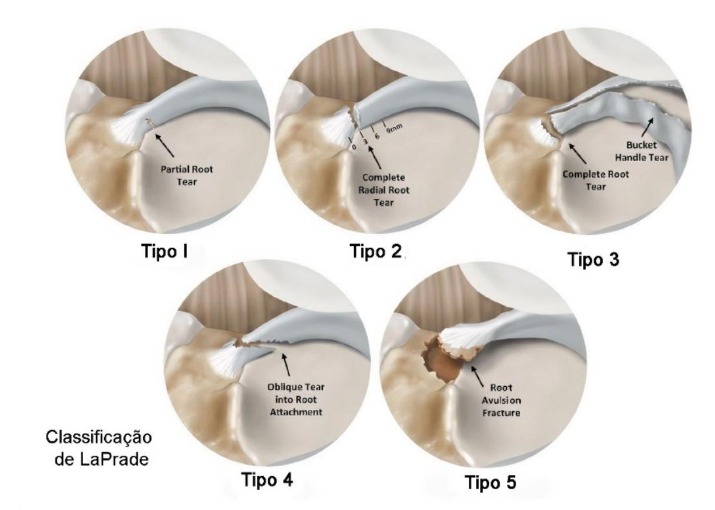 Partial Root
Tear
Tipo I
0 3 6 9mm
Complete
Radial Root
Tear
Tipo 2
Bucket
Handle Tear
Complete Root
Tear
Tipo 3
Oblique Tear
into Root
Attachment
Tipo 4
Root
Avulsion
Fracture
Tipo 5
Classificação
de LaPrade